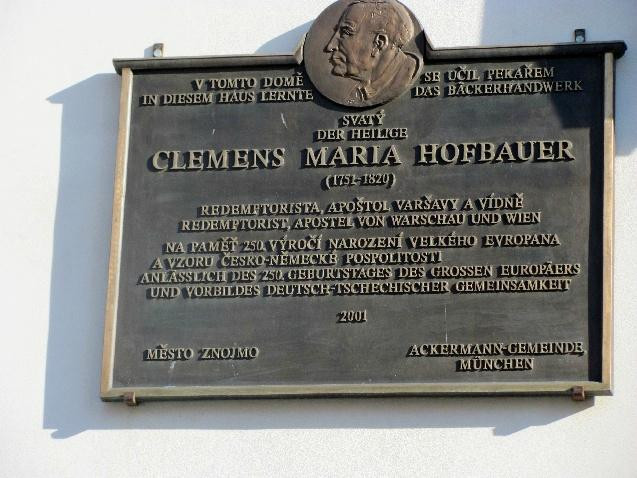 V TOMTO DOMĚ SE UČIL PEKAŘEM
IN DIESEM HAUS LERNTE DAS BÄCKERHANDWERK
SVATÝ
DER HEILIGE
CLEMENS MARIA HOFBAUER
(1751-1820)
REDEMPTORISTA, APOŠTOL VARŠAVY A VÍDNĚ
REDEMPTORIST, APOSTEL VON WARSCHAU UND WIEN
NA PAMĚŤ 250. VÝROČÍ NAROZENÍ VELKÉHO EVROPANA
A VZORU ČESKO-NĚMECKÉ POSPOLITOSTI
ANLÄSSLICH DES 250. GEBURTSTAGES DES GROSSEN EUROPÄERS
UND VORBILDES DEUTSCH-TSCHECHISCHER GEMEINSAMKEIT
2001
MĚSTO ZNOJMO
ACKERMANN-GEMEINDE
MÜNCHEN